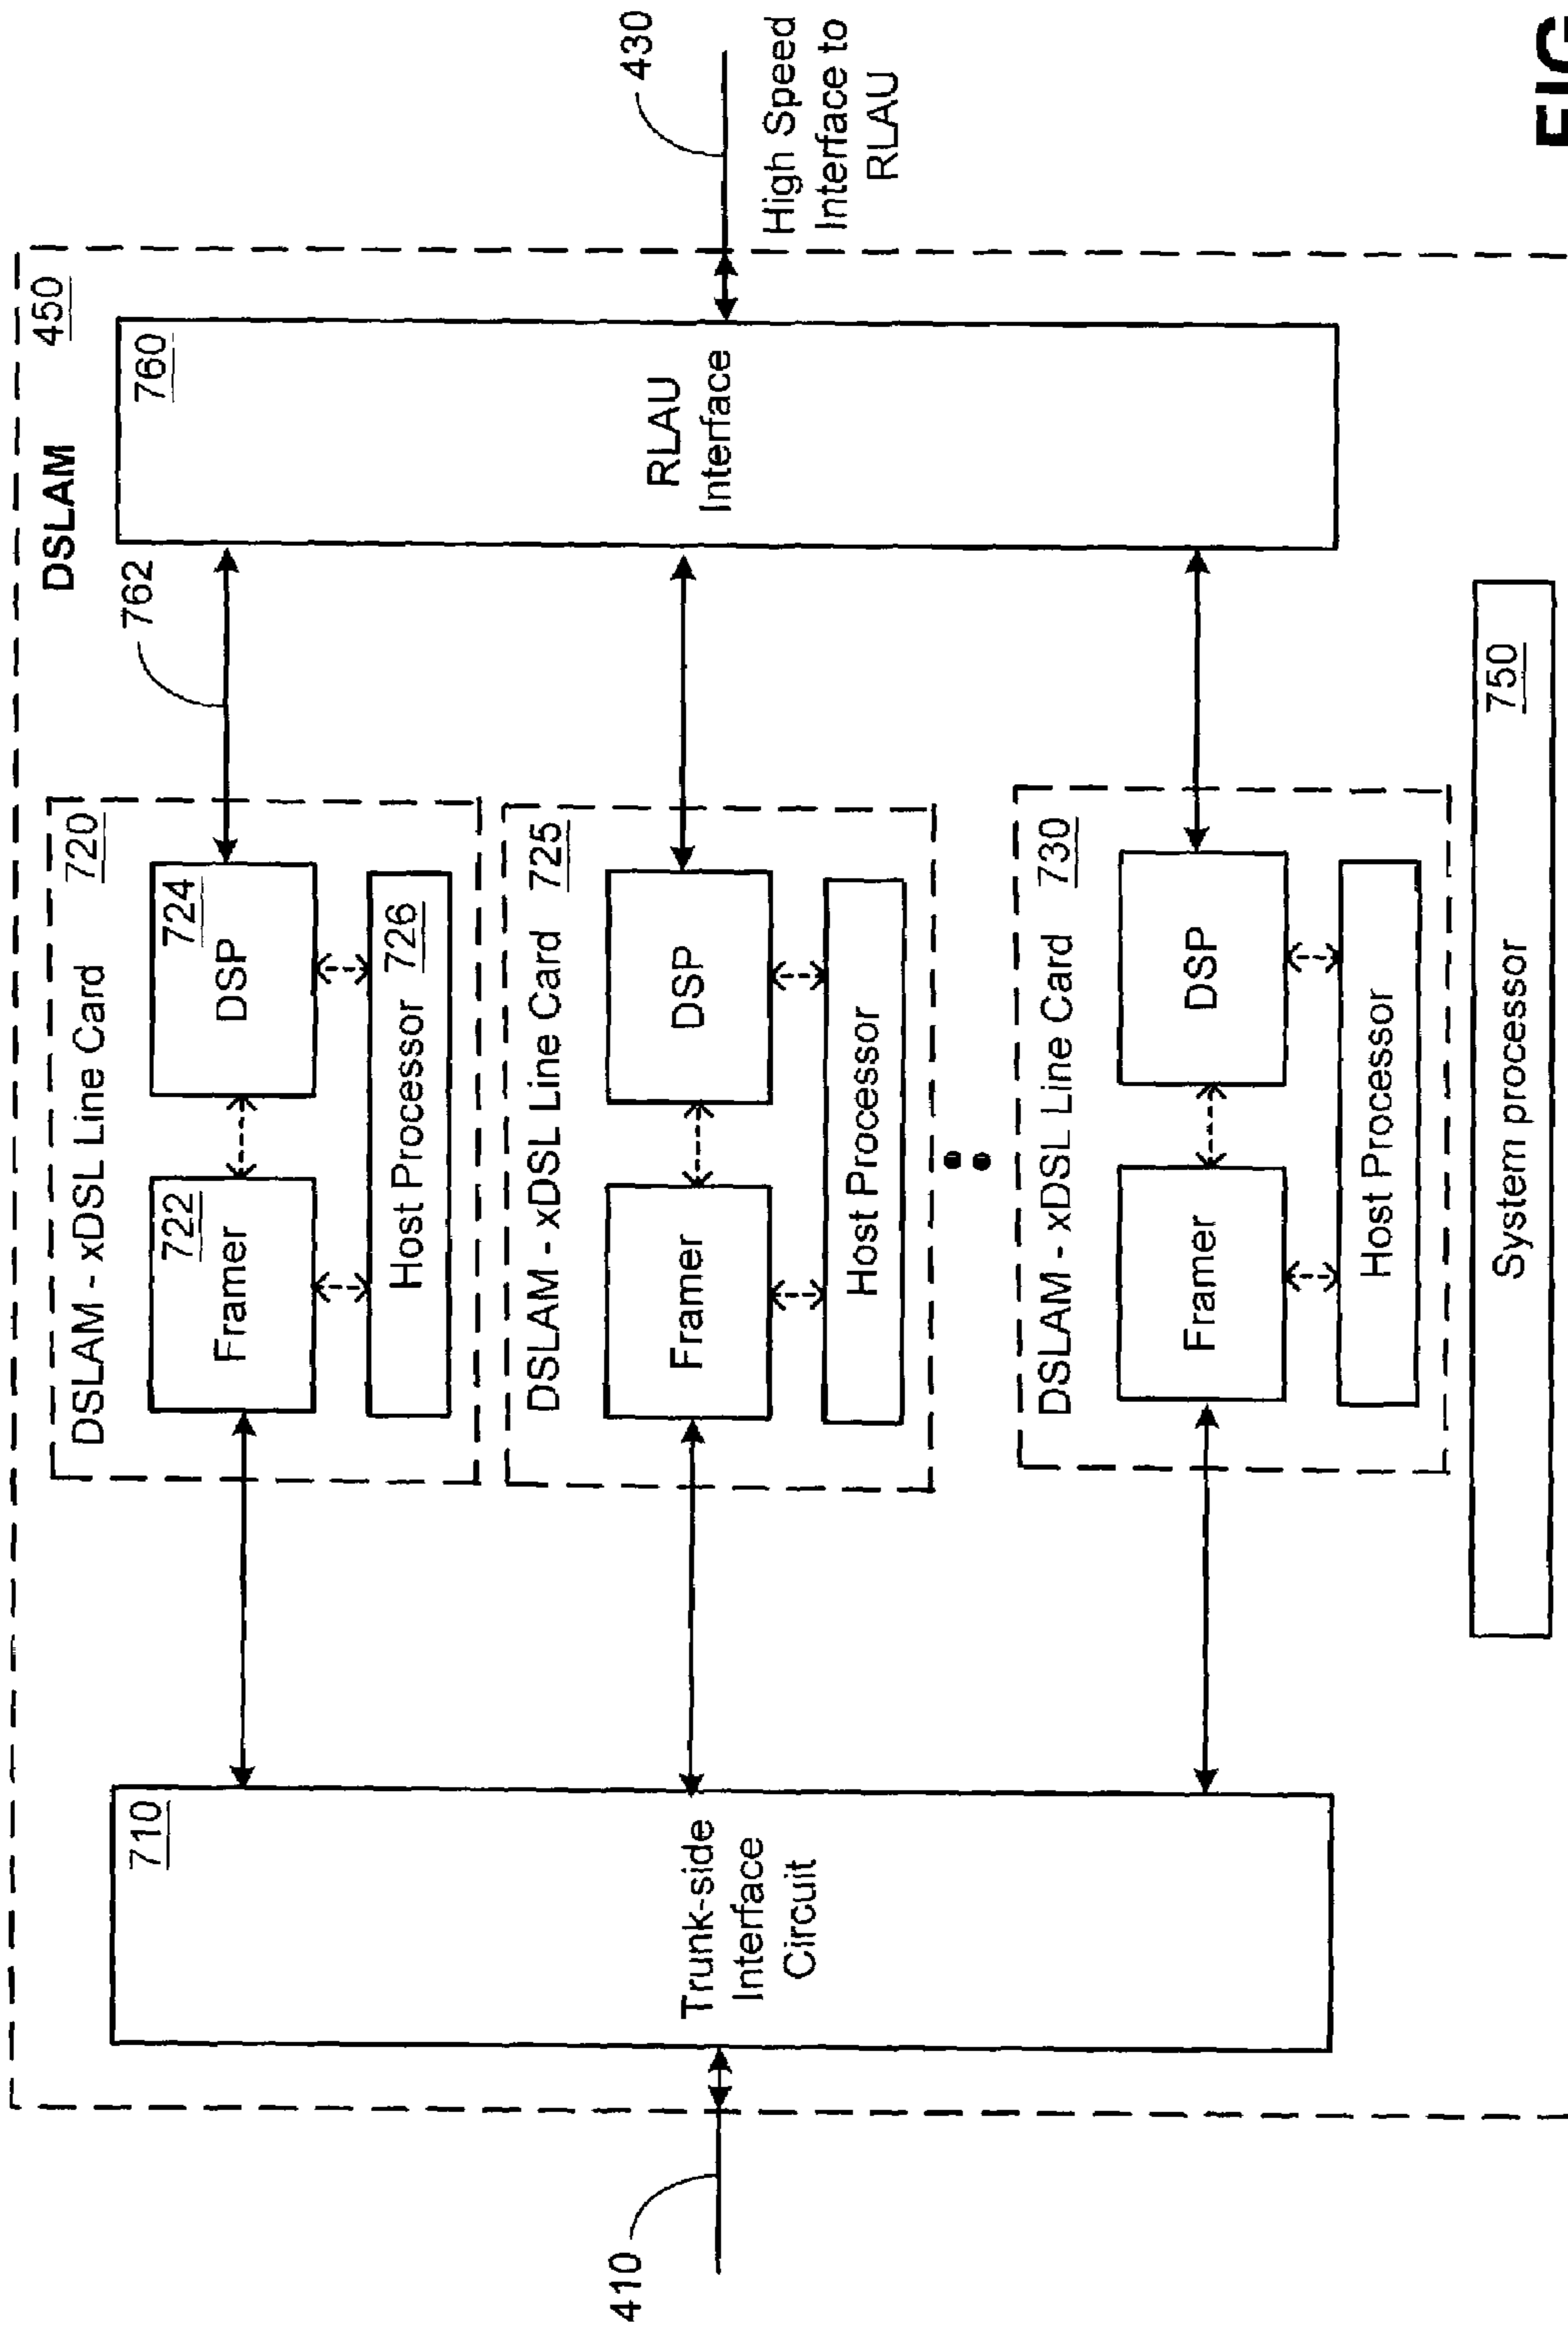 DSLAM
450
762
760
RLAU
Interface
430
High Speed
Interface to
RLAU
DSLAM - xDSL Line Card 720
722
Framer
724
DSP
Host Processor 726
DSLAM - xDSL Line Card 725
Framer
DSP
Host Processor
DSLAM - xDSL Line Card 730
Framer
DSP
Host Processor
710
Trunk-side
Interface
Circuit
410
System processor
750